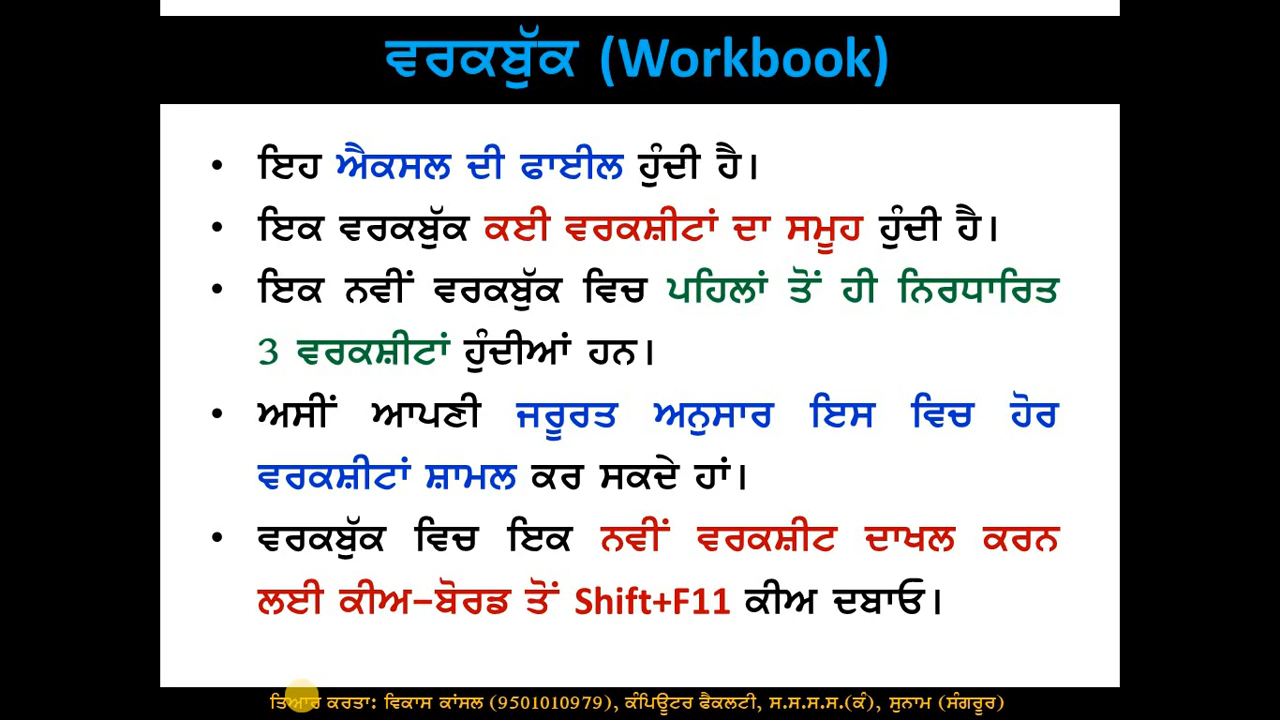 ਵਰਕਬੁੱਕ (Workbook)
• ਇਹ ਐਕਸਲ ਦੀ ਫਾਈਲ ਹੁੰਦੀ ਹੈ।
• ਇਕ ਵਰਕਬੁੱਕ ਕਈ ਵਰਕਸ਼ੀਟਾਂ ਦਾ ਸਮੂਹ ਹੁੰਦੀ ਹੈ।
• ਇਕ ਨਵੀਂ ਵਰਕਬੁੱਕ ਵਿਚ ਪਹਿਲਾਂ ਤੋਂ ਹੀ ਨਿਰਧਾਰਿਤ
3 ਵਰਕਸ਼ੀਟਾਂ ਹੁੰਦੀਆਂ ਹਨ।
• ਅਸੀਂ ਆਪਣੀ ਜਰੂਰਤ ਅਨੁਸਾਰ ਇਸ ਵਿਚ ਹੋਰ
ਵਰਕਸ਼ੀਟਾਂ ਸ਼ਾਮਲ ਕਰ ਸਕਦੇ ਹਾਂ।
• ਵਰਕਬੁੱਕ ਵਿਚ ਇਕ ਨਵੀਂ ਵਰਕਸ਼ੀਟ ਦਾਖਲ ਕਰਨ
ਲਈ ਕੀਅ-ਬੋਰਡ ਤੋਂ Shift+F11 ਕੀਅ ਦਬਾਓ।
ਤਿਆਰ ਕਰਤਾ: ਵਿਕਾਸ ਕਾਂਸਲ (9501010979), ਕੰਪਿਊਟਰ ਫੈਕਲਟੀ, ਸ.ਸ.ਸ.ਸ.(ਕੰ), ਸੁਨਾਮ (ਸੰਗਰੂਰ)